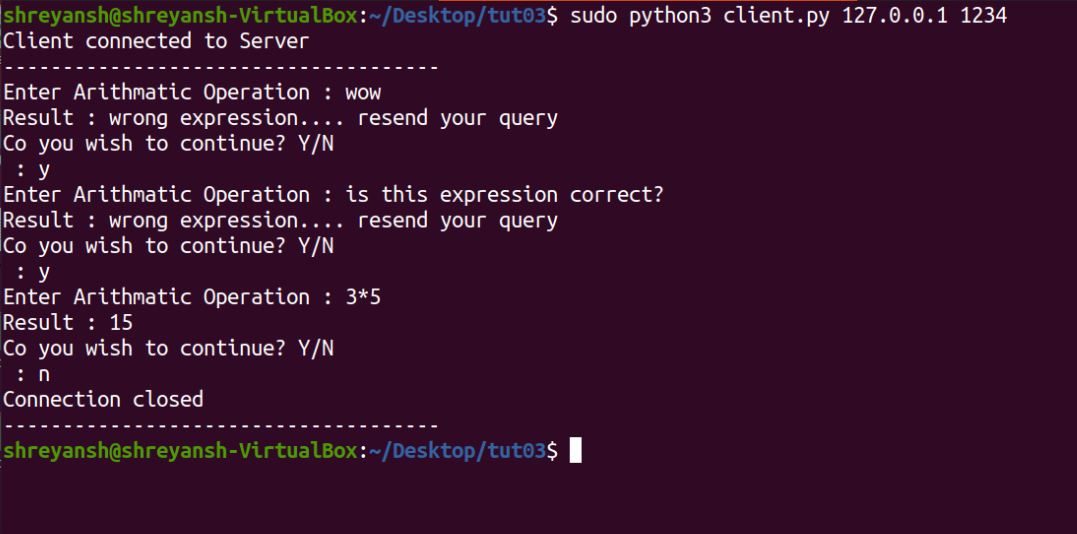 shreyansh@shreyansh-VirtualBox:~/Desktop/tut03$ sudo python3 client.py 127.0.0.1 1234
Client connected to Server
-------------------------------------
Enter Arithmatic Operation : wow
Result : wrong expression.... resend your query
Co you wish to continue? Y/N
 : y
Enter Arithmatic Operation : is this expression correct?
Result : wrong expression.... resend your query
Co you wish to continue? Y/N
 : y
Enter Arithmatic Operation : 3*5
Result : 15
Co you wish to continue? Y/N
 : n
Connection closed
-------------------------------------
shreyansh@shreyansh-VirtualBox:~/Desktop/tut03$